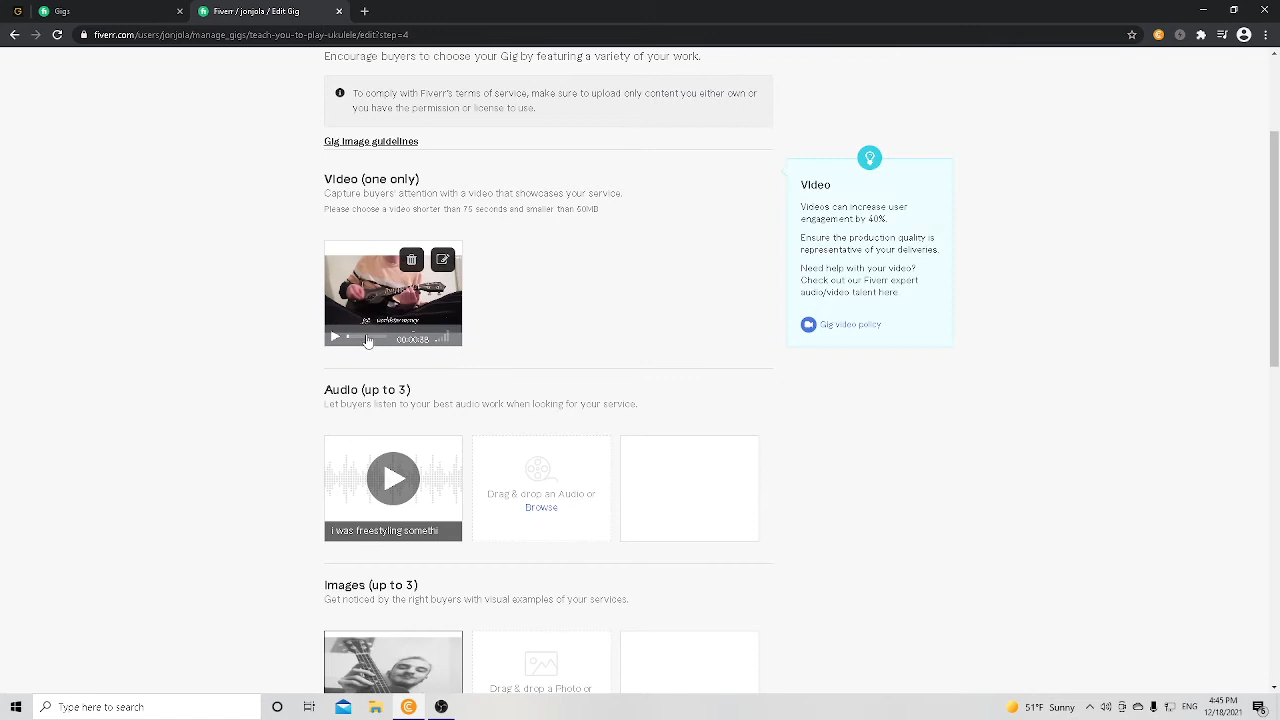 Gigs
Fiverr / jonjola / Edit Gig
fiverr.com/users/jonjola/manage_gigs/teach-you-to-play-ukulele/edit?step=4
Encourage buyers to choose your Gig by featuring a variety of your work.
To comply with Fiverr's terms of service, make sure to upload only content you either own or
you have the permission or license to use.
Gig image guidelines
Video (one only)
Capture buyers' attention with a video that showcases your service.
Please choose a video shorter than 75 seconds and smaller than 50MB
00:00:38
Video
Videos can increase user
engagement by 40%.
Ensure the production quality is
representative of your deliveries.
Need help with your video?
Check out our Fiverr expert
audio/video talent here.
Gig video policy
Audio (up to 3)
Let buyers listen to your best audio work when looking for your service.
i was freestyling somethi
Drag & drop an Audio or
Browse
Images (up to 3)
Get noticed by the right buyers with visual examples of your services.
Drag & drop a Photo or
Type here to search
51°F Sunny
ENG
4:45 PM
12/18/2021